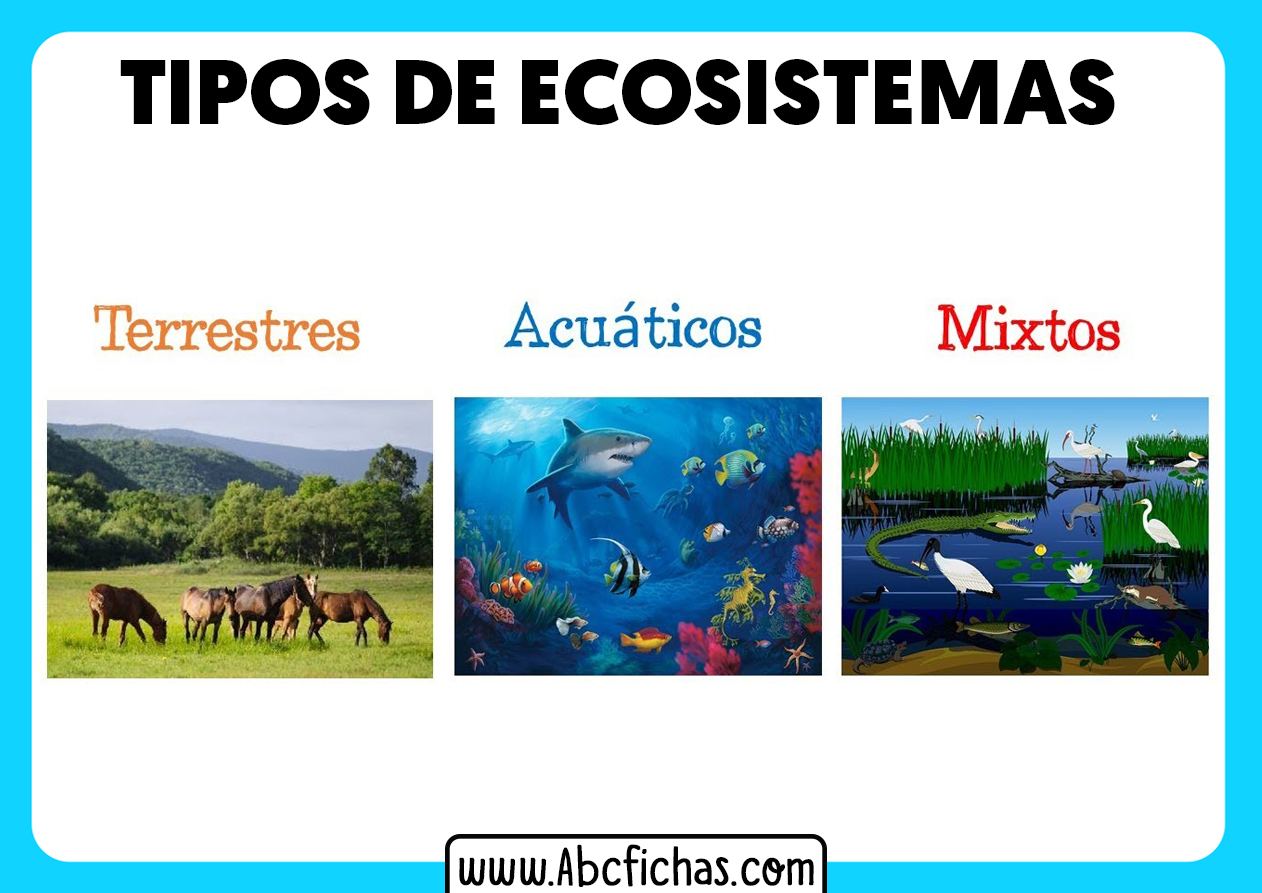 TIPOS DE ECOSISTEMAS
Terrestres
Acuáticos
Mixtos
www.Abcfichas.com